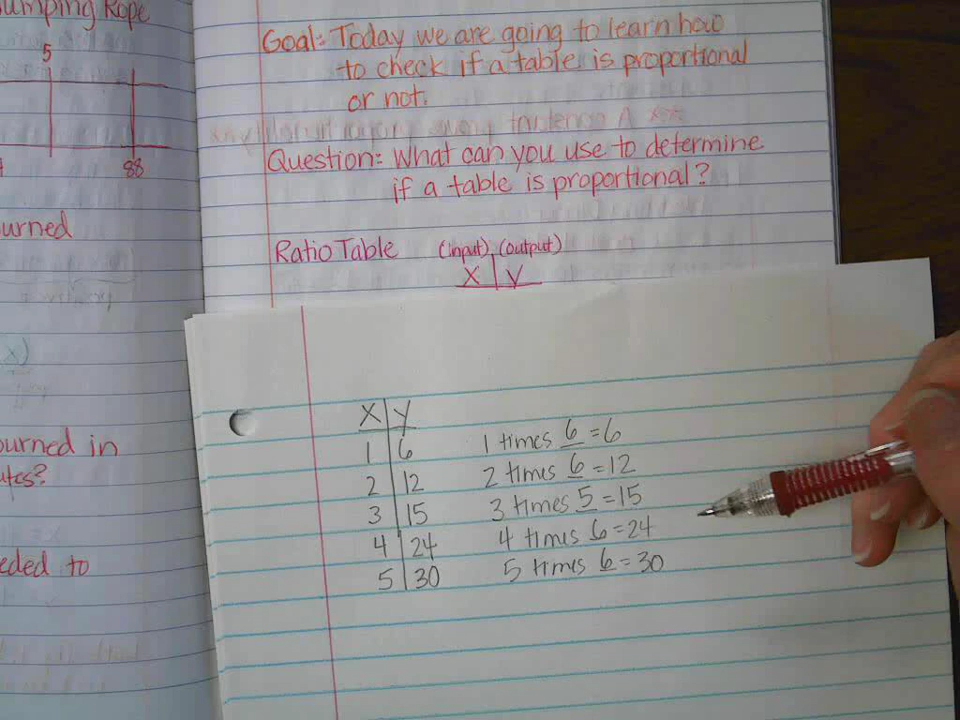 umping Rope
5
88
urned
x)
ourned in
utes?
eded to
Goal: Today we are going to learn how
to check if a table is proportional
or not.
Question: What can you use to determine
if a table is proportional?
Ratio Table (input) (output)
X Y
X Y
1 6 1 times 6 = 6
2 12 2 times 6 = 12
3 15 3 times 5 = 15
4 24 4 times 6 = 24
5 30 5 times 6 = 30